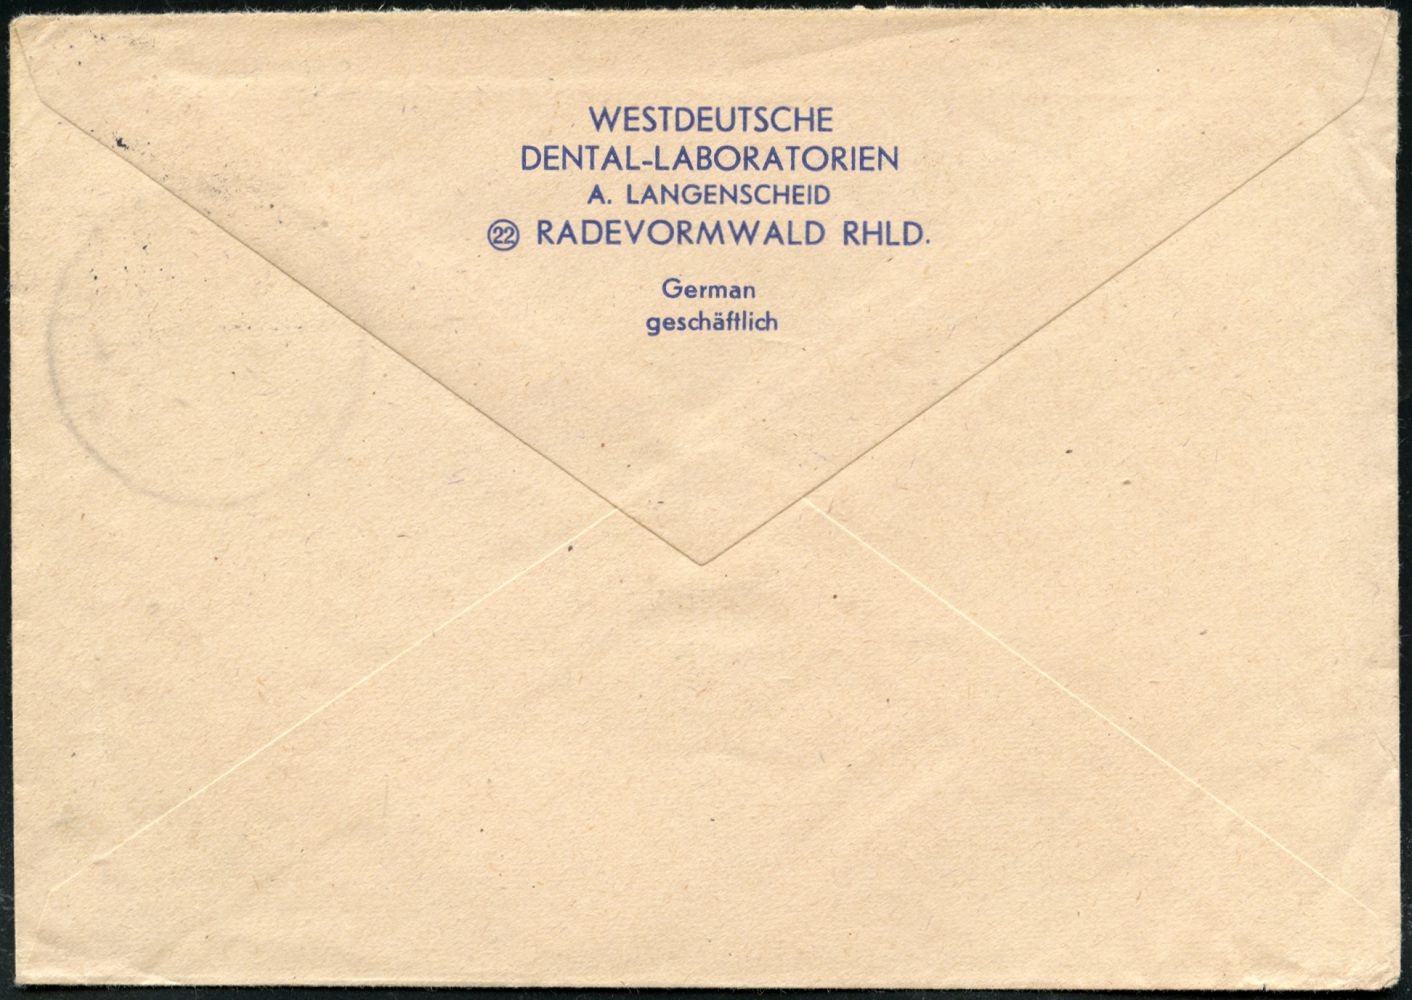 WESTDEUTSCHE
DENTAL-LABORATORIEN
A. LANGENSCHEID
㉒ RADEVORMWALD RHLD.
German
geschäftlich